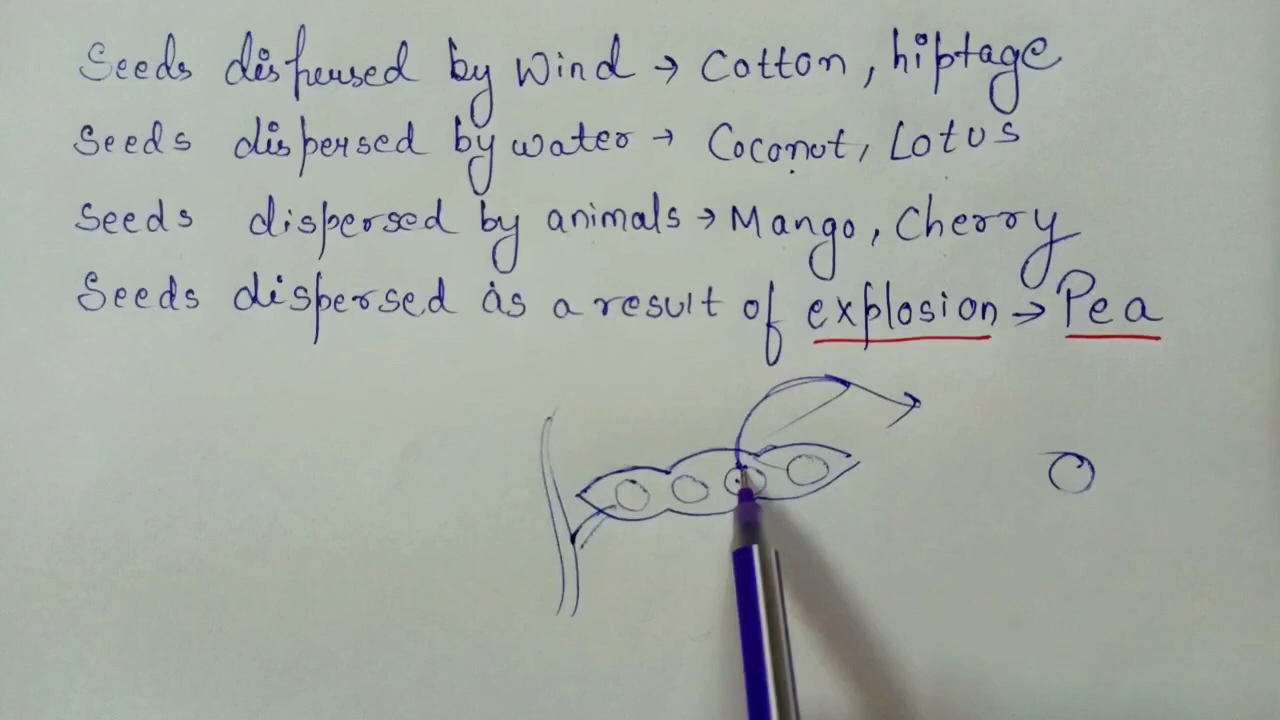 Seeds dispersed by Wind → Cotton, hiptage
Seeds dispersed by water → Coconut, Lotus
Seeds dispersed by animals → Mango, Cherry
Seeds dispersed as a result of explosion → Pea